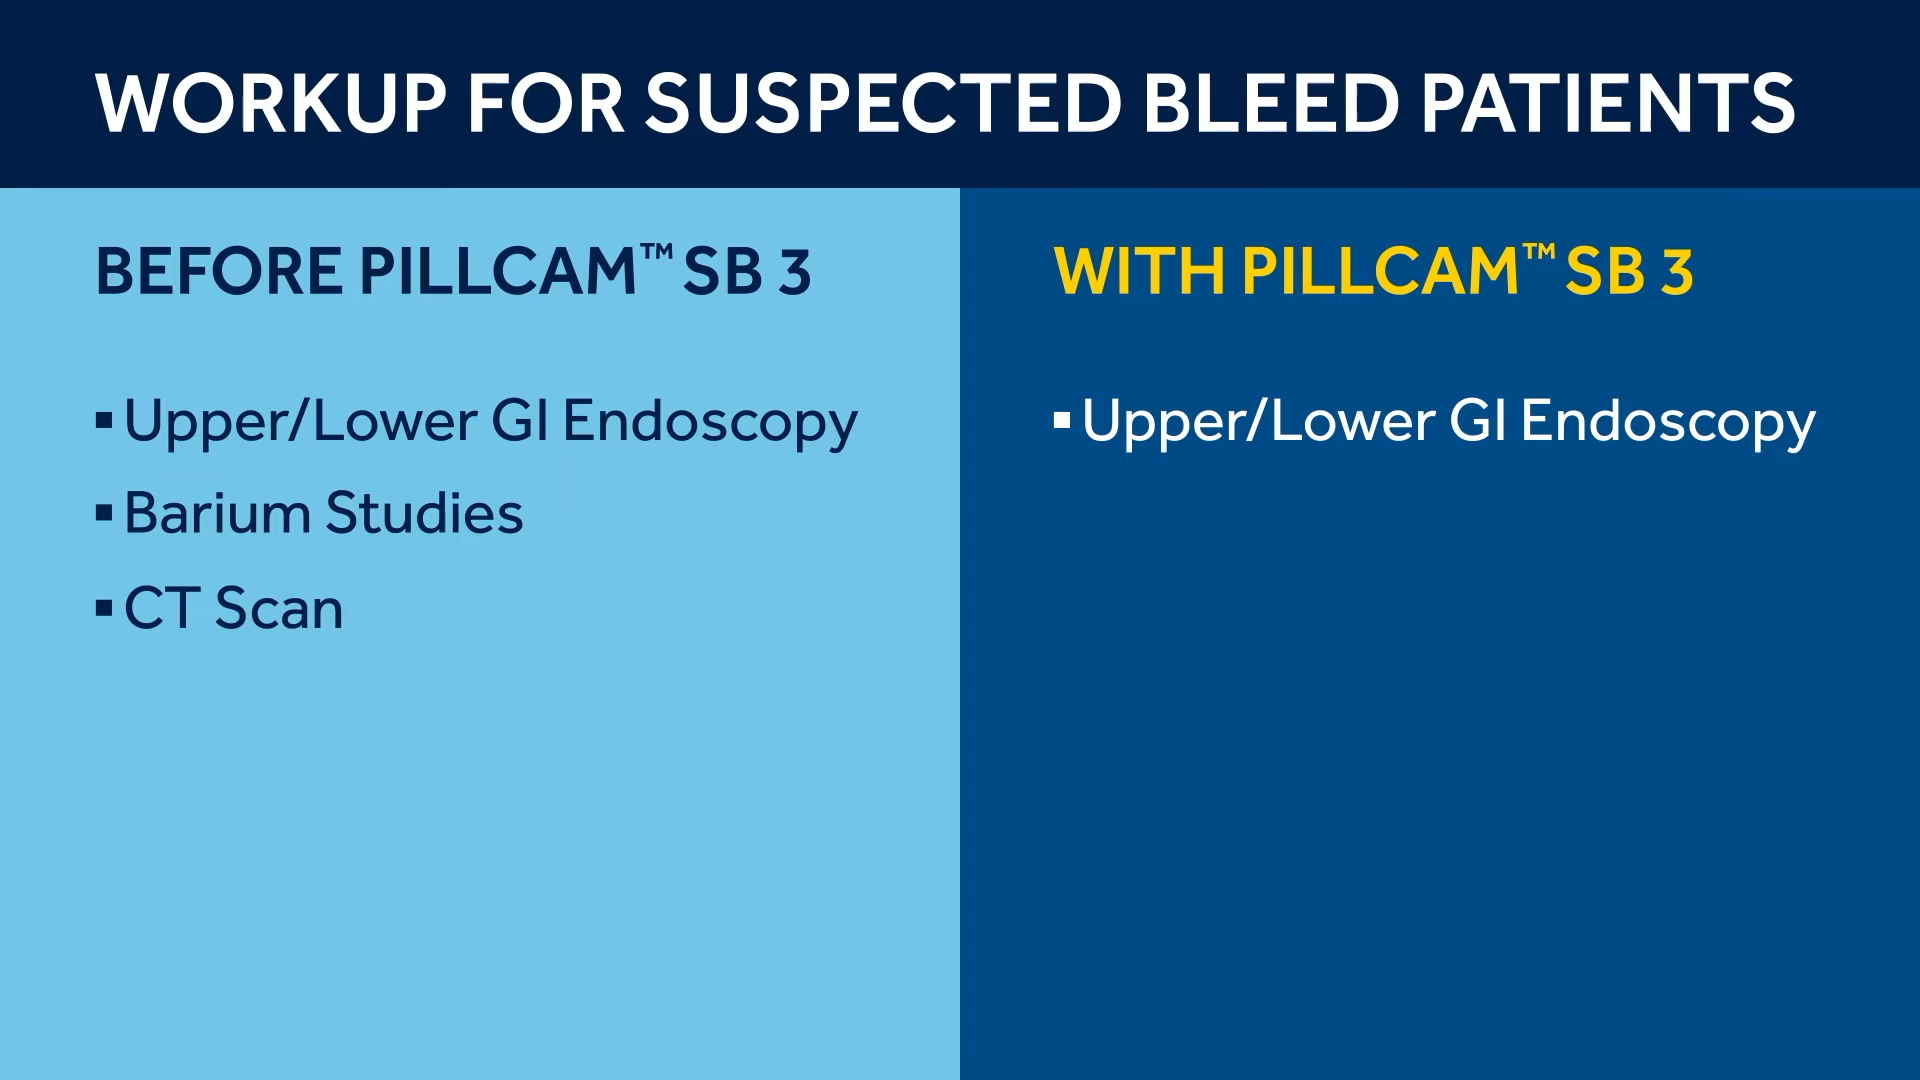 WORKUP FOR SUSPECTED BLEED PATIENTS
BEFORE PILLCAM™ SB 3
▪ Upper/Lower GI Endoscopy
▪ Barium Studies
▪ CT Scan
WITH PILLCAM™ SB 3
▪ Upper/Lower GI Endoscopy